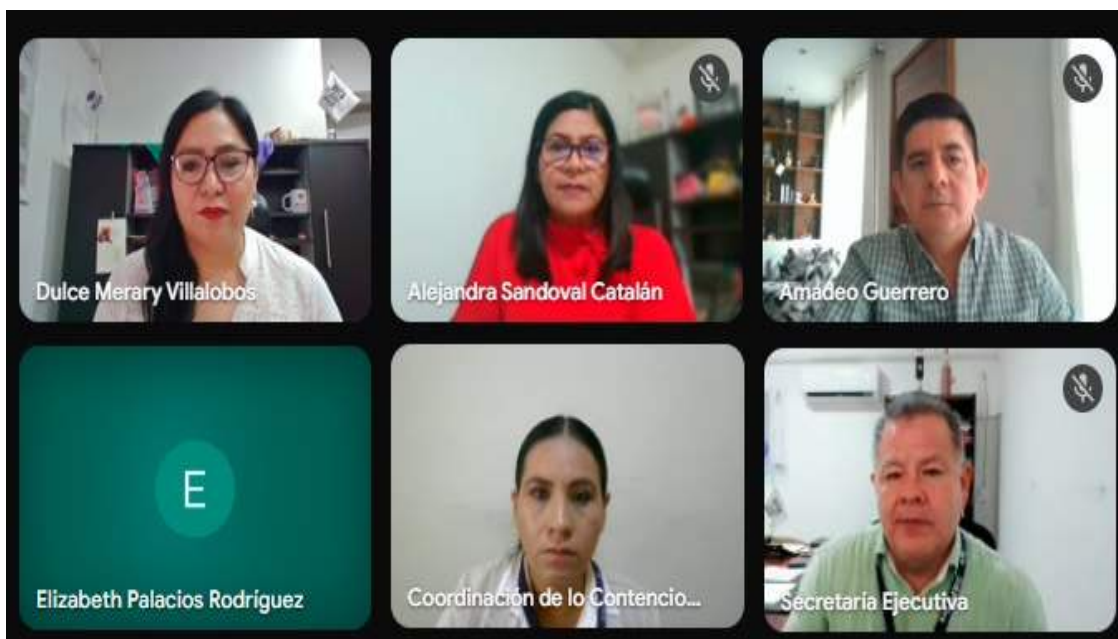 Dulce Merary Villalobos
Alejandra Sandoval Catalán
Amadeo Guerrero
E
Elizabeth Palacios Rodríguez
Coordinación de lo Contencio...
Secretaría Ejecutiva